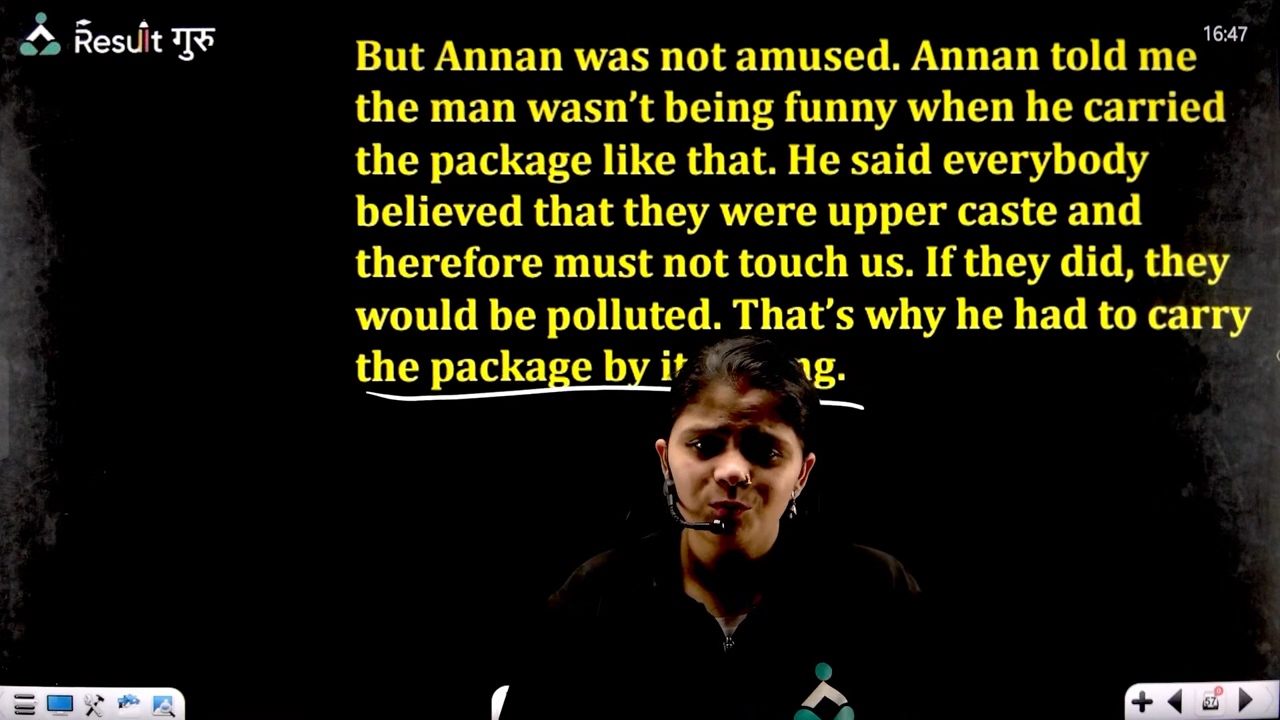 Result गुरु
16:47
But Annan was not amused. Annan told me
the man wasn't being funny when he carried
the package like that. He said everybody
believed that they were upper caste and
therefore must not touch us. If they did, they
would be polluted. That's why he had to carry
the package by
57